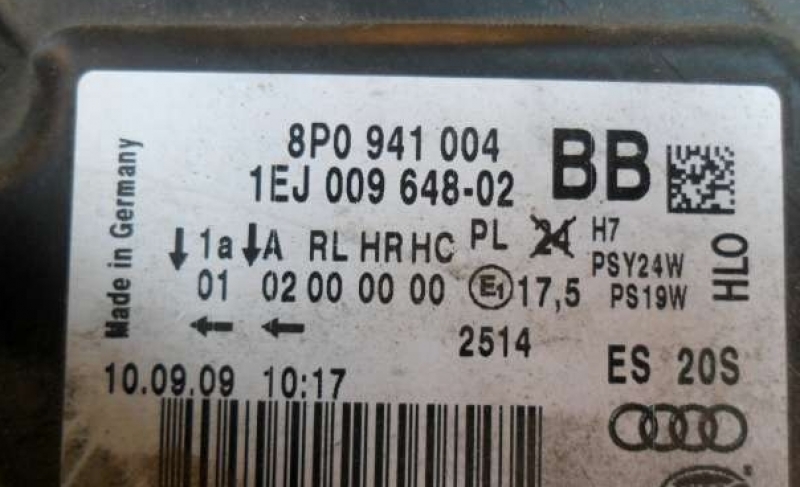 Made in Germany
8P0 941 004 BB
1EJ 009 648-02
↓1a ↓A RL HR HC PL 24 H7
PSY24W
01 02 00 00 00 E1 17,5 PS19W
HLO
← ←
2514
10.09.09 10:17
ES 20S